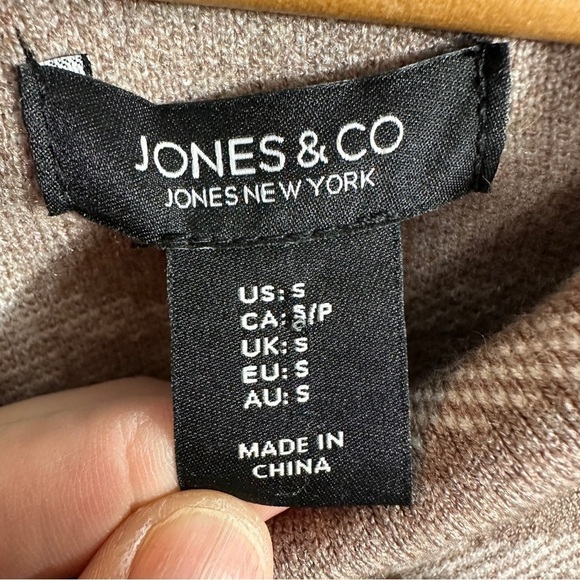 JONES & CO
JONES NEW YORK
US: S
CA: S/P
UK: S
EU: S
AU: S
MADE IN
CHINA